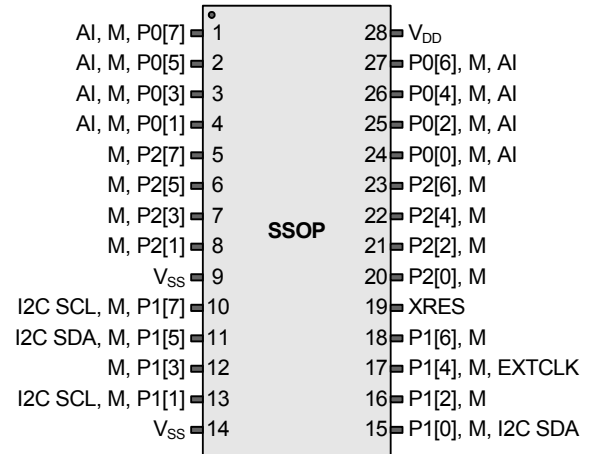 AI, M, P0[7] 1 28 VDD
AI, M, P0[5] 2 27 P0[6], M, AI
AI, M, P0[3] 3 26 P0[4], M, AI
AI, M, P0[1] 4 25 P0[2], M, AI
M, P2[7] 5 24 P0[0], M, AI
M, P2[5] 6 23 P2[6], M
M, P2[3] 7 22 P2[4], M
SSOP
M, P2[1] 8 21 P2[2], M
VSS 9 20 P2[0], M
I2C SCL, M, P1[7] 10 19 XRES
I2C SDA, M, P1[5] 11 18 P1[6], M
M, P1[3] 12 17 P1[4], M, EXTCLK
I2C SCL, M, P1[1] 13 16 P1[2], M
VSS 14 15 P1[0], M, I2C SDA